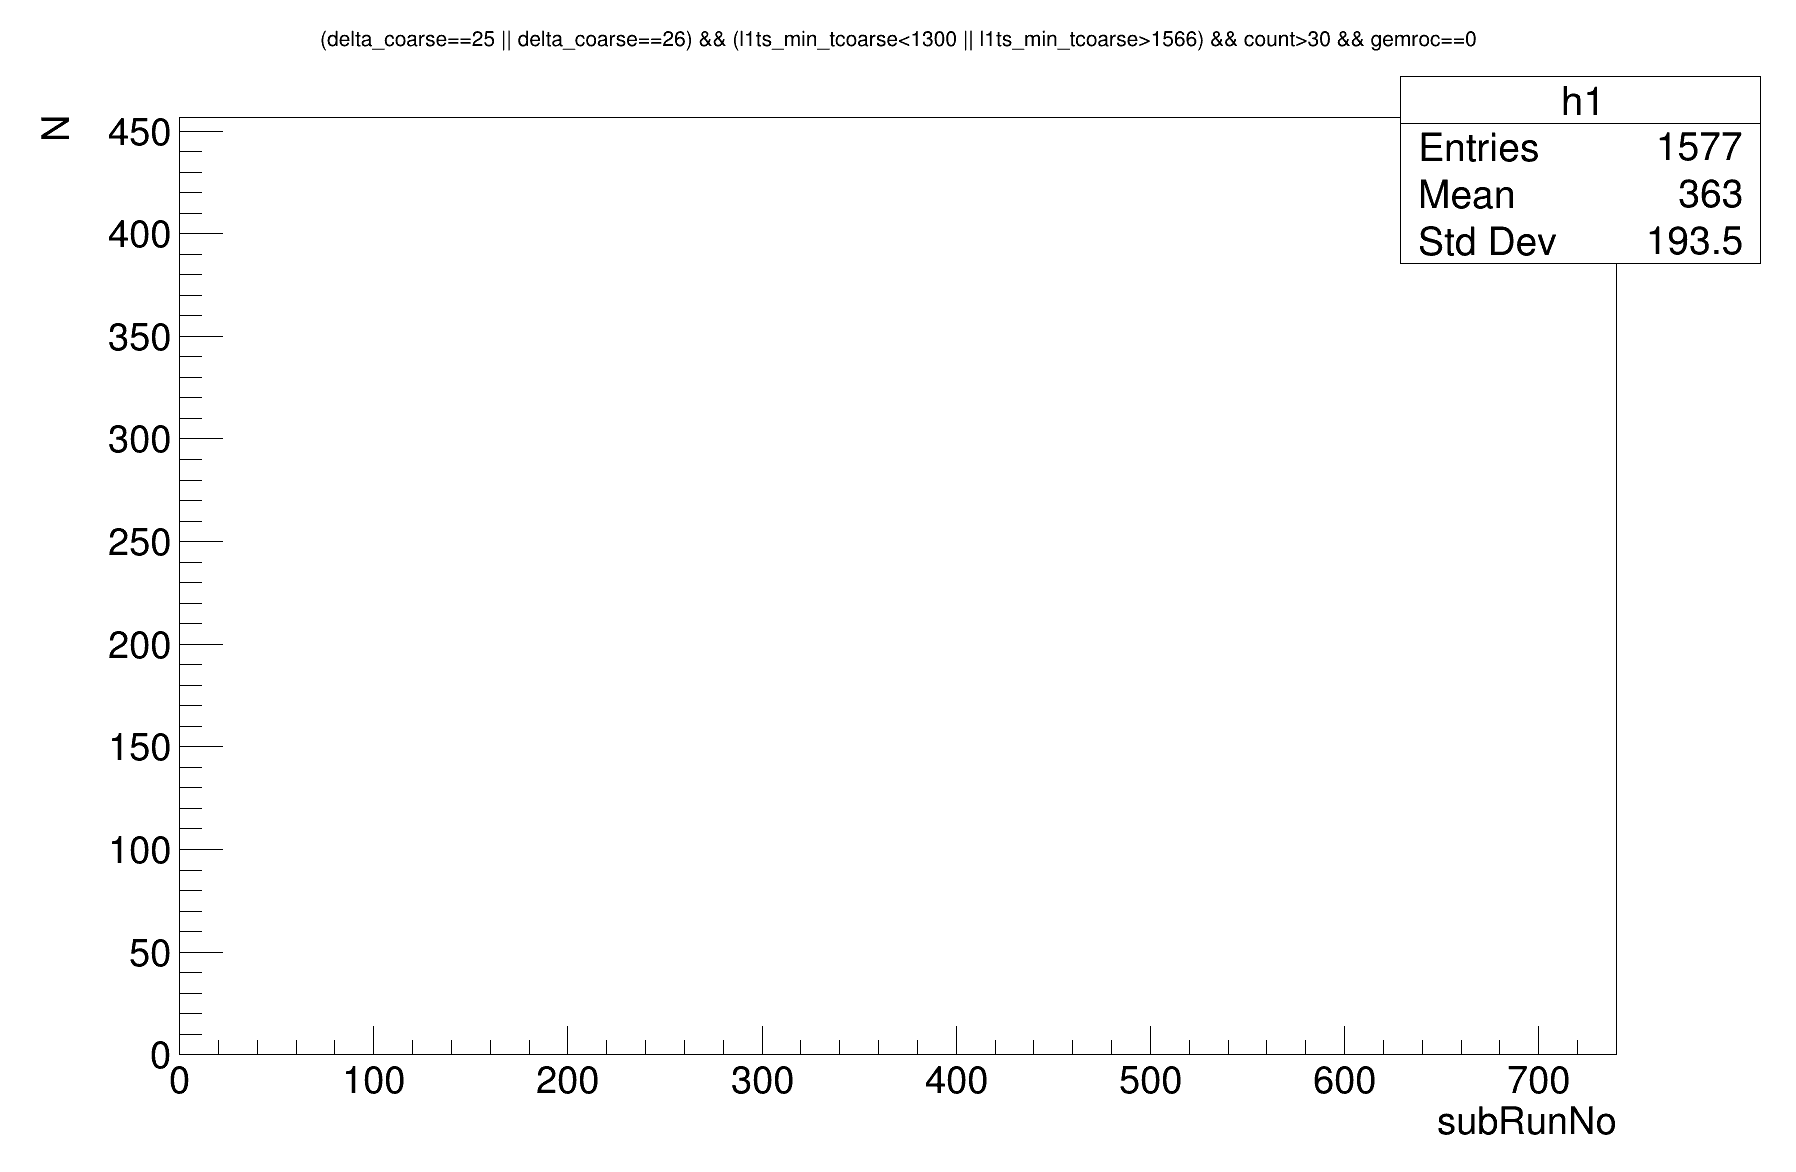 (delta_coarse==25 || delta_coarse==26) && (l1ts_min_tcoarse<1300 || l1ts_min_tcoarse>1566) && count>30 && gemroc==0
h1
Entries 1577
Mean 363
Std Dev 193.5
N
450
400
350
300
250
200
150
100
50
0
0 100 200 300 400 500 600 700
subRunNo